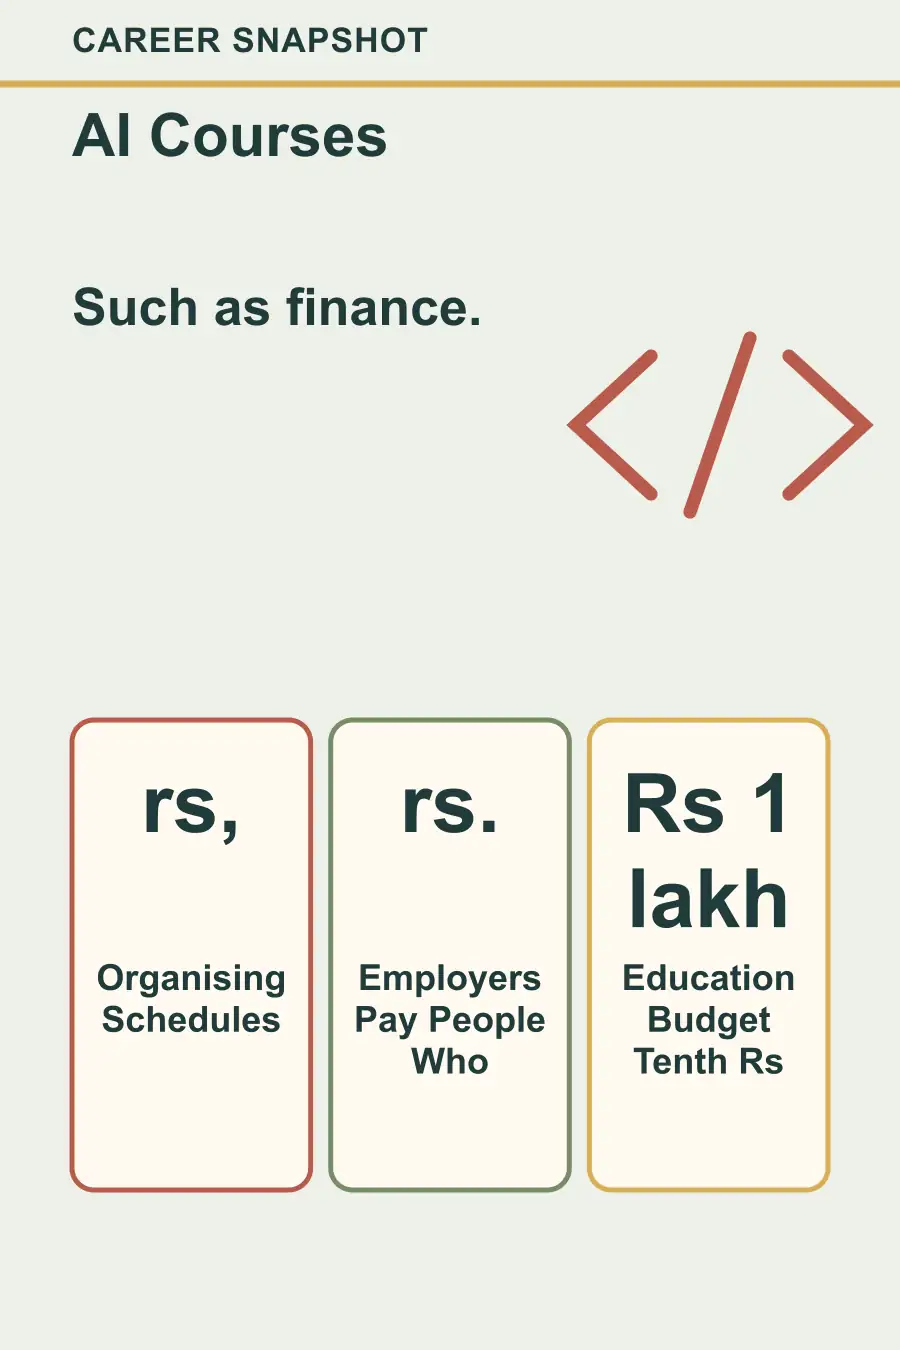 CAREER SNAPSHOT
AI Courses
Such as finance.
</>
rs,
Organising
Schedules
rs.
Employers
Pay People
Who
Rs 1
lakh
Education
Budget
Tenth Rs